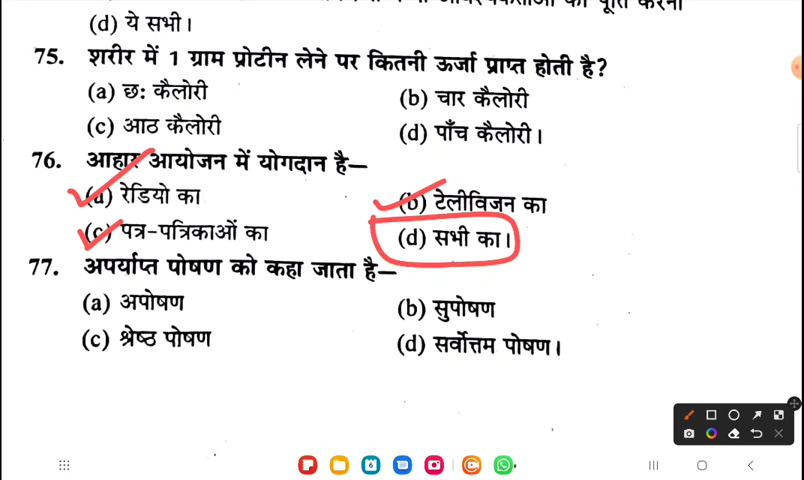 (d) ये सभी।
75. शरीर में 1 ग्राम प्रोटीन लेने पर कितनी ऊर्जा प्राप्त होती है?
(a) छः कैलोरी (b) चार कैलोरी
(c) आठ कैलोरी (d) पाँच कैलोरी।
76. आहार आयोजन में योगदान है—
(a) रेडियो का (b) टेलीविजन का
(c) पत्र-पत्रिकाओं का (d) सभी का।
77. अपर्याप्त पोषण को कहा जाता है—
(a) अपोषण (b) सुपोषण
(c) श्रेष्ठ पोषण (d) सर्वोत्तम पोषण।